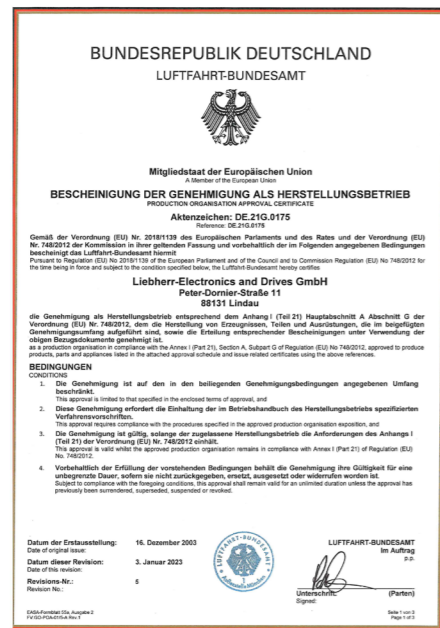 BUNDESREPUBLIK DEUTSCHLAND
LUFTFAHRT-BUNDESAMT
Mitgliedstaat der Europäischen Union
A Member of the European Union
BESCHEINIGUNG DER GENEHMIGUNG ALS HERSTELLUNGSBETRIEB
PRODUCTION ORGANISATION APPROVAL CERTIFICATE
Aktenzeichen: DE.21G.0175
Reference: DE.21G.0175
Gemäß der Verordnung (EU) Nr. 2018/1139 des Europäischen Parlaments und des Rates und der Verordnung (EU)
Nr. 748/2012 der Kommission in ihrer geltenden Fassung und vorbehaltlich der im Folgenden angegebenen Bedingungen
bescheinigt das Luftfahrt-Bundesamt hiermit
Pursuant to Regulation (EU) No 2018/1139 of the European Parliament and of the Council and to Commission Regulation (EU) No 748/2012 for
the time being in force and subject to the condition specified below, the Luftfahrt-Bundesamt hereby certifies
Liebherr-Electronics and Drives GmbH
Peter-Dornier-Straße 11
88131 Lindau
die Genehmigung als Herstellungsbetrieb entsprechend dem Anhang I (Teil 21) Hauptabschnitt A Abschnitt G der
Verordnung (EU) Nr. 748/2012, dem die Herstellung von Erzeugnissen, Teilen und Ausrüstungen, die im beigefügten
Genehmigungsumfang aufgeführt sind, sowie die Erteilung entsprechender Bescheinigungen unter Verwendung der
obigen Bezugsdokumente genehmigt ist.
as a production organisation in compliance with the Annex I (Part 21), Section A, Subpart G of Regulation (EU) No 748/2012, approved to produce
products, parts and appliances listed in the attached approval schedule and issue related certificates using the above references.
BEDINGUNGEN
CONDITIONS
1. Die Genehmigung ist auf den in den beiliegenden Genehmigungsbedingungen angegebenen Umfang
beschränkt.
This approval is limited to that specified in the enclosed terms of approval, and
2. Diese Genehmigung erfordert die Einhaltung der im Betriebshandbuch des Herstellungsbetriebs spezifizierten
Verfahrensvorschriften.
This approval requires compliance with the procedures specified in the approved production organisation exposition, and
3. Die Genehmigung ist gültig, solange der zugelassene Herstellungsbetrieb die Anforderungen des Anhangs I
(Teil 21) der Verordnung (EU) Nr. 748/2012 einhält.
This approval is valid whilst the approved production organisation remains in compliance with Annex I (Part 21) of Regulation (EU)
No. 748/2012.
4. Vorbehaltlich der Erfüllung der vorstehenden Bedingungen behält die Genehmigung ihre Gültigkeit für eine
unbegrenzte Dauer, sofern sie nicht zurückgegeben, ersetzt, ausgesetzt oder widerrufen worden ist.
Subject to compliance with the foregoing conditions, this approval shall remain valid for an unlimited duration unless the approval has
previously been surrendered, superseded, suspended or revoked.
Datum der Erstausstellung: 16. Dezember 2003
Date of original issue:
Datum dieser Revision: 3. Januar 2023
Date of this revision:
Revisions-Nr.: 5
Revision No.:
LUFTFAHRT-BUNDESAMT
Außenstelle München
1
LUFTFAHRT-BUNDESAMT
Im Auftrag
p.p.
Unterschrift: (Parten)
Signed:
EASA-Formblatt 55a, Ausgabe 2
Seite 1 von 3
Page 1 of 3